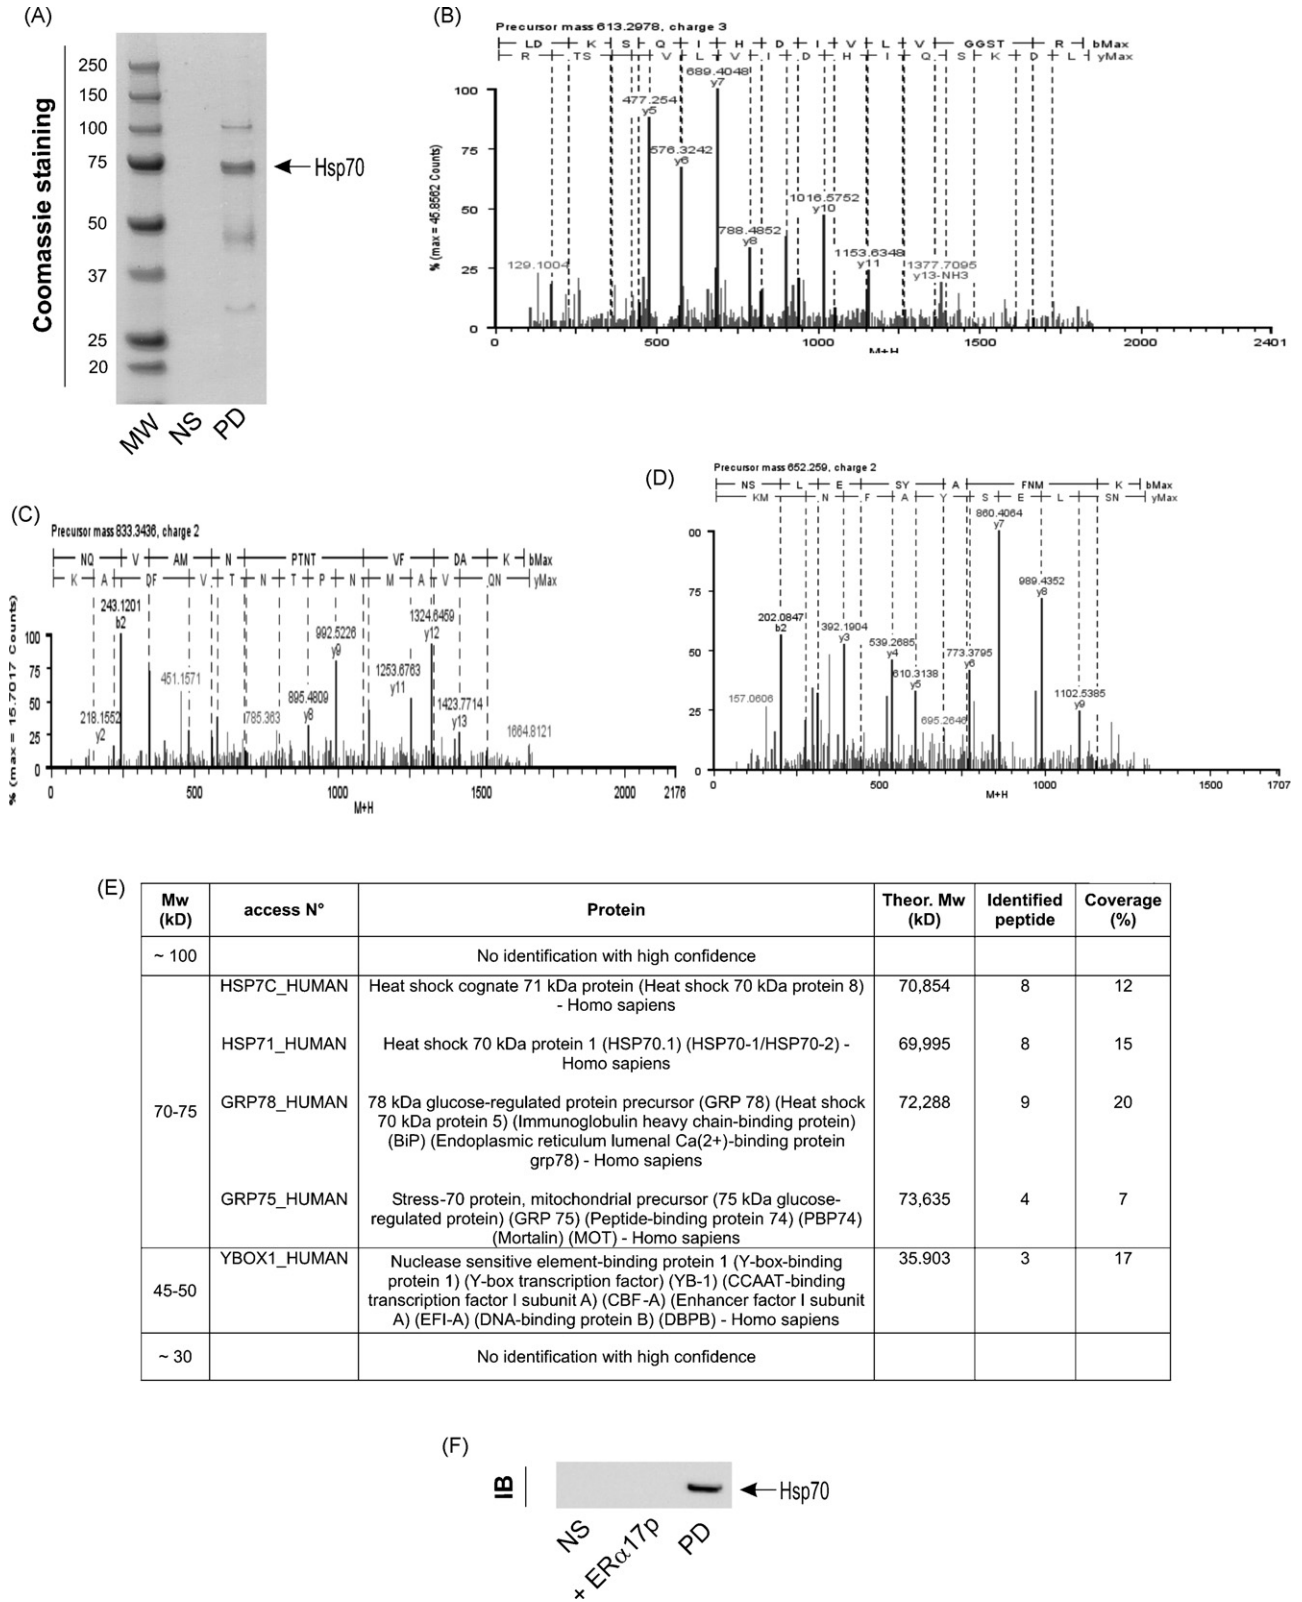 (A)
Coomassie staining
250
150
100
75
50
37
25
20
Hsp70
MW NS PD
(B)
Precursor mass 613.2978, charge 3
LD K S Q I H D I V L V GGST R bMax
R TS V L V I D H I Q S K D L yMax
% (max = 45.8562 Counts)
100
75
50
25
0
689.4048
y7
477.254
y5
576.3242
y6
1016.5752
y10
788.4852
y8
1153.6348
y11
129.1004
1377.7095
y13-NH3
0 500 1000 1500 2000 2401
M+H
(C)
Precursor mass 833.3436, charge 2
NQ V AM N PTNT VF DA K bMax
K A DF V T N T P N M A V QN yMax
% (max = 15.7017 Counts)
100
75
50
25
0
243.1201
b2
1324.6459
y12
992.5226
y9
451.1571
1253.6763
y11
895.4809
y8
218.1552
y2
785.363
1423.7714
y13
1664.8121
0 500 1000 1500 2000 2176
M+H
(D)
Precursor mass 652.259, charge 2
NS L E SY A FNM K bMax
KM N F A Y S E L SN yMax
00
75
50
25
0
860.4064
y7
989.4352
y8
202.0847
b2
392.1904
y3
539.2685
y4
773.3795
y6
610.3138
y5
157.0606
695.2646
1102.5385
y9
0 500 1000 1500 1707
M+H
(E)
Mw (kD) access N° Protein Theor. Mw (kD) Identified peptide Coverage (%)
~ 100 No identification with high confidence
70-75
HSP7C_HUMAN Heat shock cognate 71 kDa protein (Heat shock 70 kDa protein 8) 70,854 8 12
- Homo sapiens
HSP71_HUMAN Heat shock 70 kDa protein 1 (HSP70.1) (HSP70-1/HSP70-2) - 69,995 8 15
Homo sapiens
GRP78_HUMAN 78 kDa glucose-regulated protein precursor (GRP 78) (Heat shock 72,288 9 20
70 kDa protein 5) (Immunoglobulin heavy chain-binding protein)
(BiP) (Endoplasmic reticulum lumenal Ca(2+)-binding protein
grp78) - Homo sapiens
GRP75_HUMAN Stress-70 protein, mitochondrial precursor (75 kDa glucose- 73,635 4 7
regulated protein) (GRP 75) (Peptide-binding protein 74) (PBP74)
(Mortalin) (MOT) - Homo sapiens
45-50
YBOX1_HUMAN Nuclease sensitive element-binding protein 1 (Y-box-binding 35.903 3 17
protein 1) (Y-box transcription factor) (YB-1) (CCAAT-binding
transcription factor I subunit A) (CBF-A) (Enhancer factor I subunit
A) (EFI-A) (DNA-binding protein B) (DBPB) - Homo sapiens
~ 30 No identification with high confidence
(F)
IB
Hsp70
NS + ERα17p PD